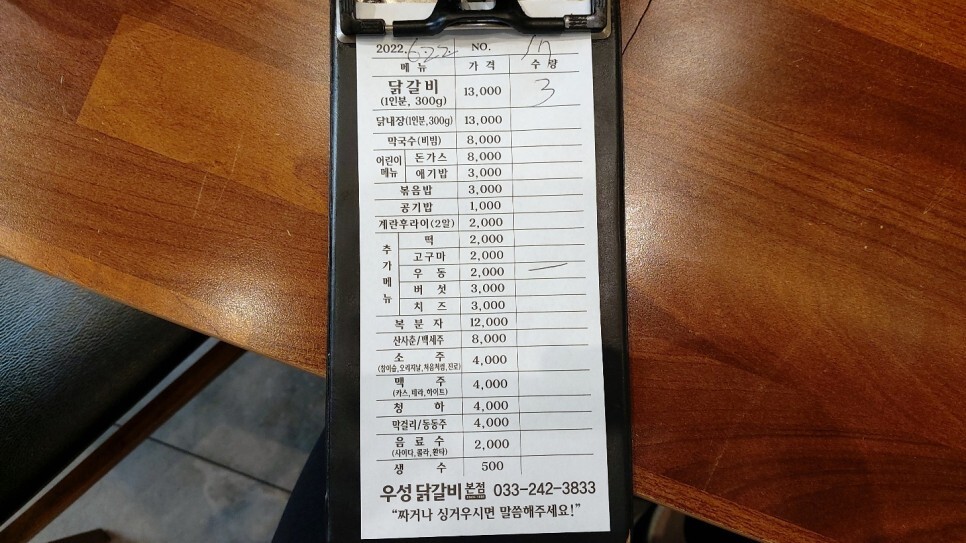 2022. 6.22 NO. 17
메뉴 가격 수량
닭갈비 (1인분, 300g) 13,000 3
닭내장(1인분,300g) 13,000
막국수(비빔) 8,000
어린이 메뉴 돈가스 8,000
애기밥 3,000
볶음밥 3,000
공기밥 1,000
계란후라이(2알) 2,000
추가메뉴 떡 2,000
고구마 2,000
우동 2,000 ㅡ
버섯 3,000
치즈 3,000
복분자 12,000
산사춘/백세주 8,000
소주 4,000
(참이슬,오리지날,처음처럼,진로)
맥주 4,000
(카스,테라,하이트)
청하 4,000
막걸리/동동주 4,000
음료수 2,000
(사이다,콜라,환타)
생수 500
우성닭갈비 본점 033-242-3833
“짜거나 싱거우시면 말씀해주세요!”